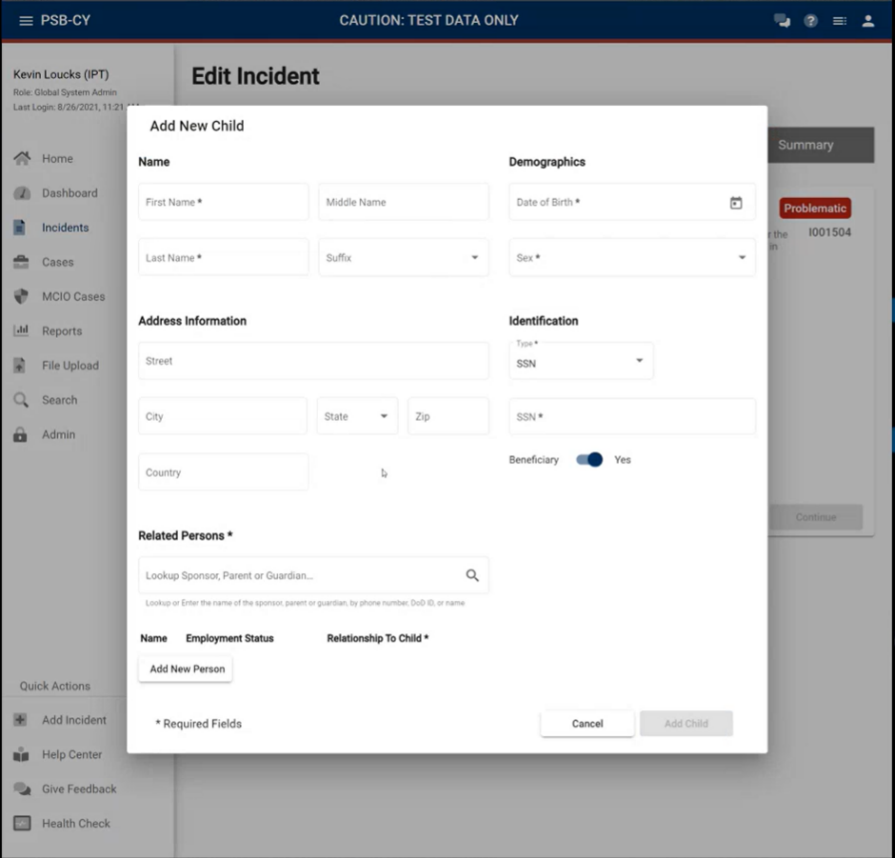 PSB-CY
CAUTION: TEST DATA ONLY
Kevin Loucks (IPT)
Role: Global System Admin
Last Login: 8/26/2021, 11:21
Home
Dashboard
Incidents
Cases
MCIO Cases
Reports
File Upload
Search
Admin
Quick Actions
Add Incident
Help Center
Give Feedback
Health Check
Edit Incident
Summary
Problematic
r the
in
I001504
Continue
Add New Child
Name
First Name *
Middle Name
Last Name *
Suffix
Demographics
Date of Birth *
Sex *
Address Information
Street
City
State
Zip
Country
Identification
Type *
SSN
SSN *
Beneficiary
Yes
Related Persons *
Lookup Sponsor, Parent or Guardian...
Lookup or Enter the name of the sponsor, parent or guardian, by phone number, DoD ID, or name
Name Employment Status Relationship To Child *
Add New Person
* Required Fields
Cancel
Add Child